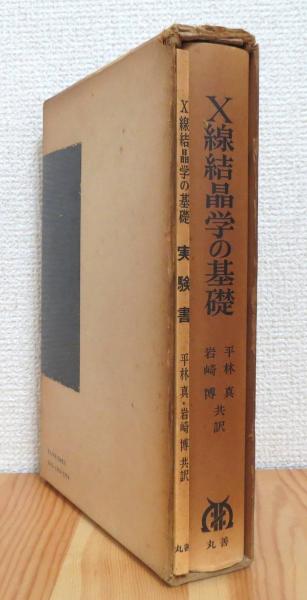 X線結晶学の基礎
平林 真
岩崎 博 共訳
丸善
X線結晶学の基礎 実験書
平林 真・岩崎 博 共訳
丸善